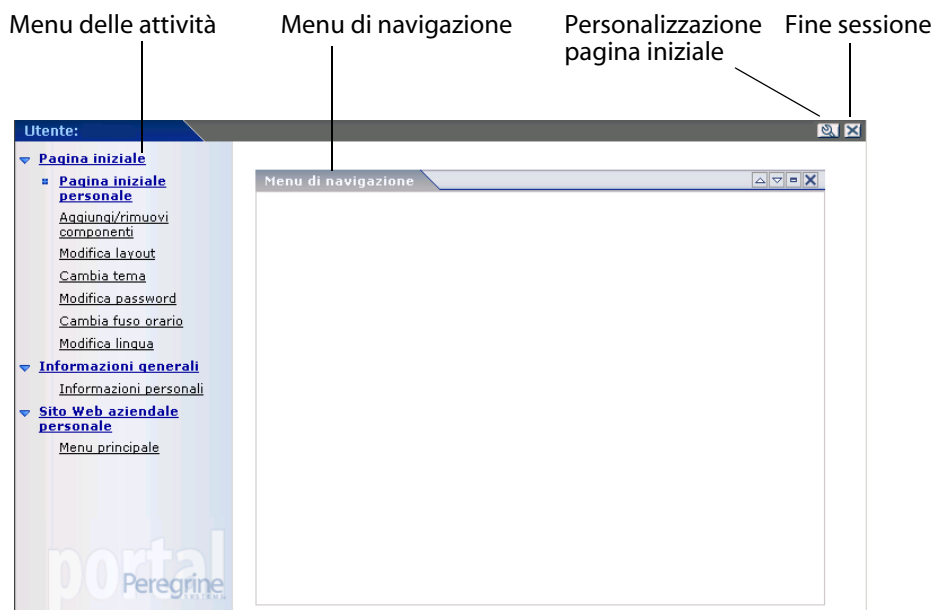 Menu delle attività
Menu di navigazione
Personalizzazione
pagina iniziale
Fine sessione
Utente:
Pagina iniziale
Pagina iniziale
personale
Aggiungi/rimuovi
componenti
Modifica layout
Cambia tema
Modifica password
Cambia fuso orario
Modifica lingua
Informazioni generali
Informazioni personali
Sito Web aziendale
personale
Menu principale
Menu di navigazione
portal
Peregrine
SYSTEMS